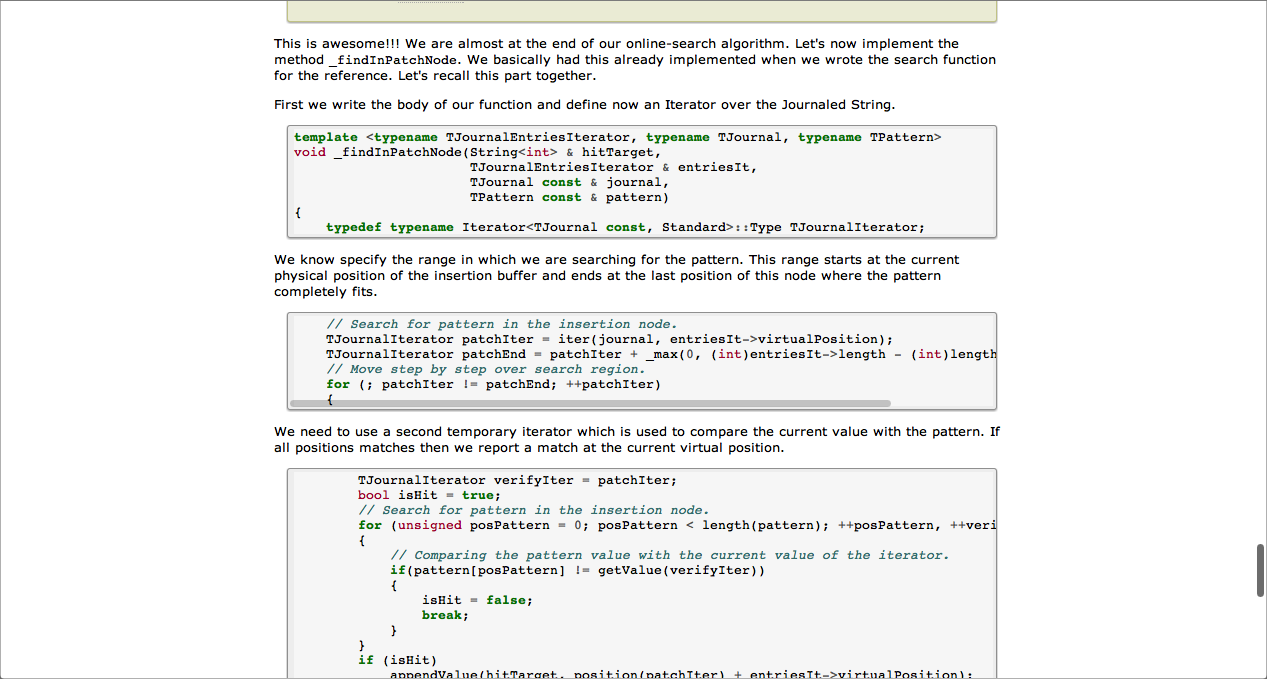 This is awesome!!! We are almost at the end of our online-search algorithm. Let's now implement the
method _findInPatchNode. We basically had this already implemented when we wrote the search function
for the reference. Let's recall this part together.
First we write the body of our function and define now an Iterator over the Journaled String.
template <typename TJournalEntriesIterator, typename TJournal, typename TPattern>
void _findInPatchNode(String<int> & hitTarget,
TJournalEntriesIterator & entriesIt,
TJournal const & journal,
TPattern const & pattern)
{
typedef typename Iterator<TJournal const, Standard>::Type TJournalIterator;
We know specify the range in which we are searching for the pattern. This range starts at the current
physical position of the insertion buffer and ends at the last position of this node where the pattern
completely fits.
// Search for pattern in the insertion node.
TJournalIterator patchIter = iter(journal, entriesIt->virtualPosition);
TJournalIterator patchEnd = patchIter + _max(0, (int)entriesIt->length - (int)length
// Move step by step over search region.
for (; patchIter != patchEnd; ++patchIter)
{
We need to use a second temporary iterator which is used to compare the current value with the pattern. If
all positions matches then we report a match at the current virtual position.
TJournalIterator verifyIter = patchIter;
bool isHit = true;
// Search for pattern in the insertion node.
for (unsigned posPattern = 0; posPattern < length(pattern); ++posPattern, ++veri
{
// Comparing the pattern value with the current value of the iterator.
if(pattern[posPattern] != getValue(verifyIter))
{
isHit = false;
break;
}
}
if (isHit)
appendValue(hitTarget, position(patchIter) + entriesIt->virtualPosition);